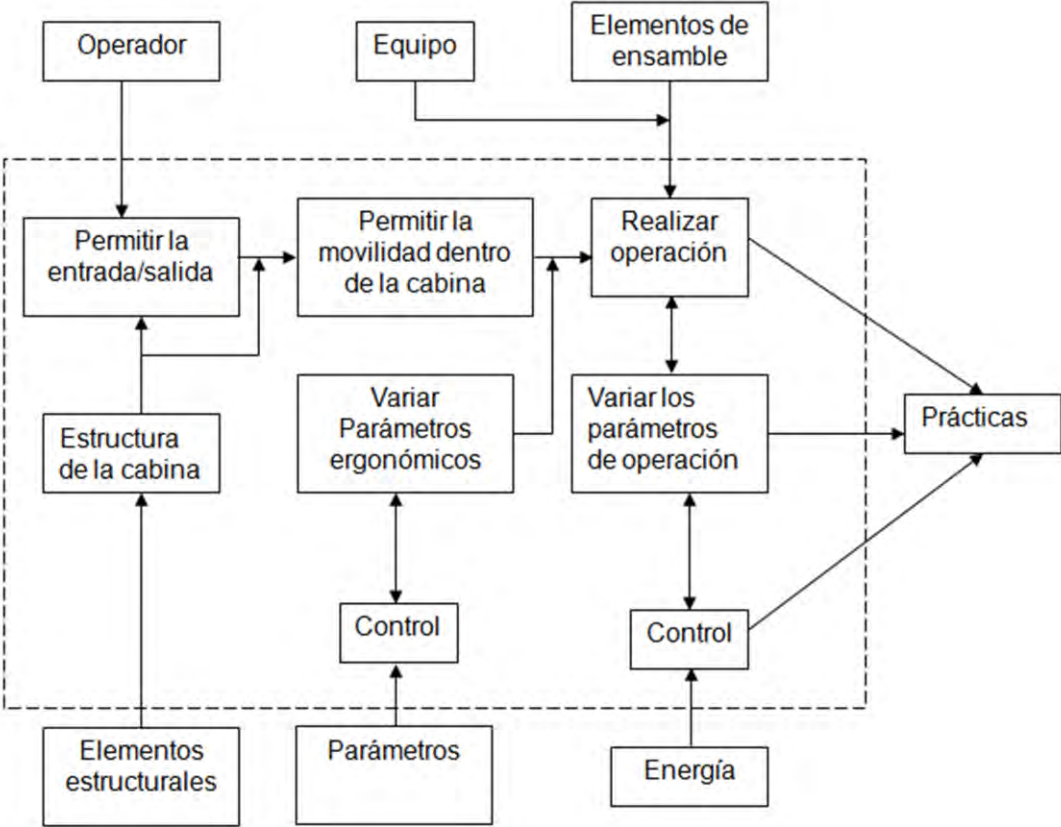 Operador
Equipo
Elementos de
ensamble
Permitir la
entrada/salida
Permitir la
movilidad dentro
de la cabina
Realizar
operación
Estructura
de la cabina
Variar
Parámetros
ergonómicos
Variar los
parámetros
de operación
Prácticas
Control
Control
Elementos
estructurales
Parámetros
Energía